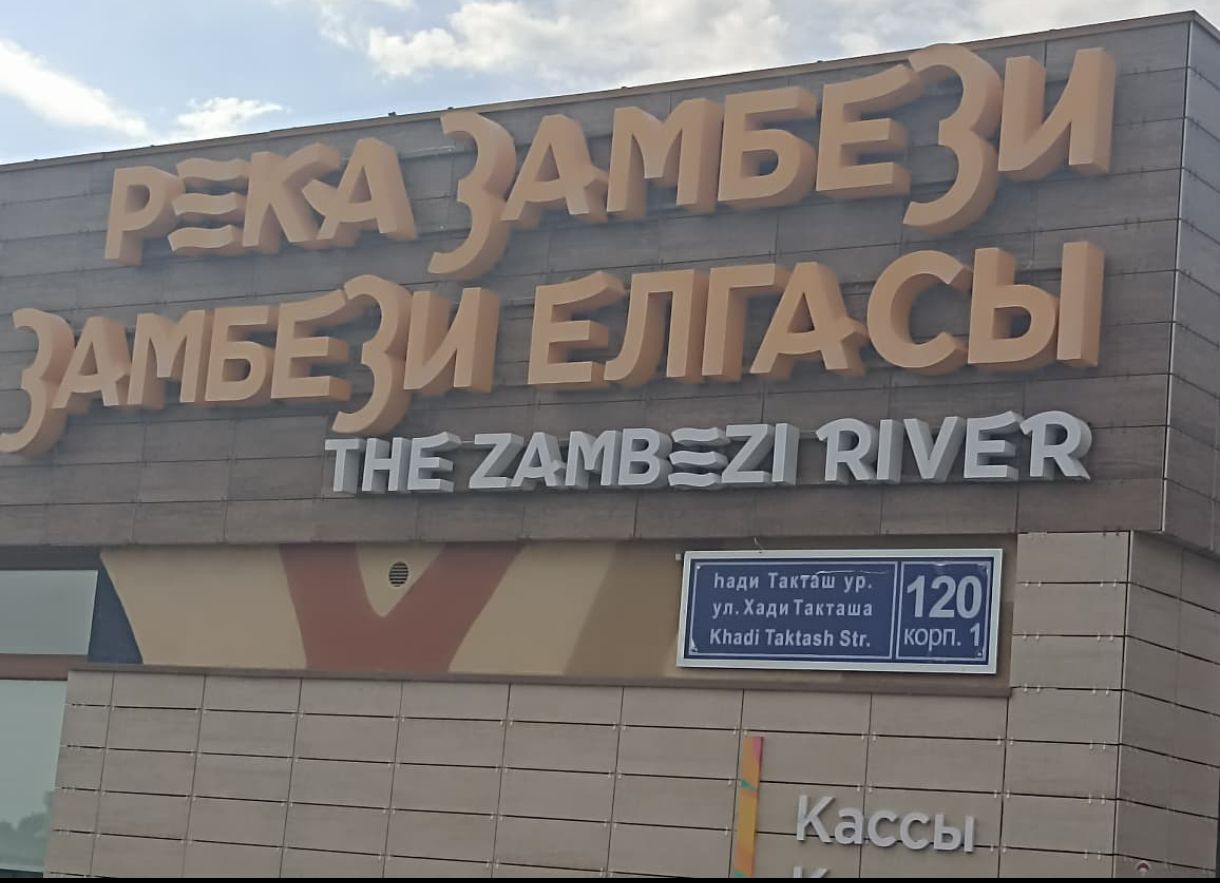 РЕКА ЗАМБЕЗИ
ЗАМБЕЗИ ЕЛГАСЫ
THE ZAMBEZI RIVER
Һади Такташ ур.
ул. Хади Такташа
Khadi Taktash Str.
120
корп. 1
Кассы